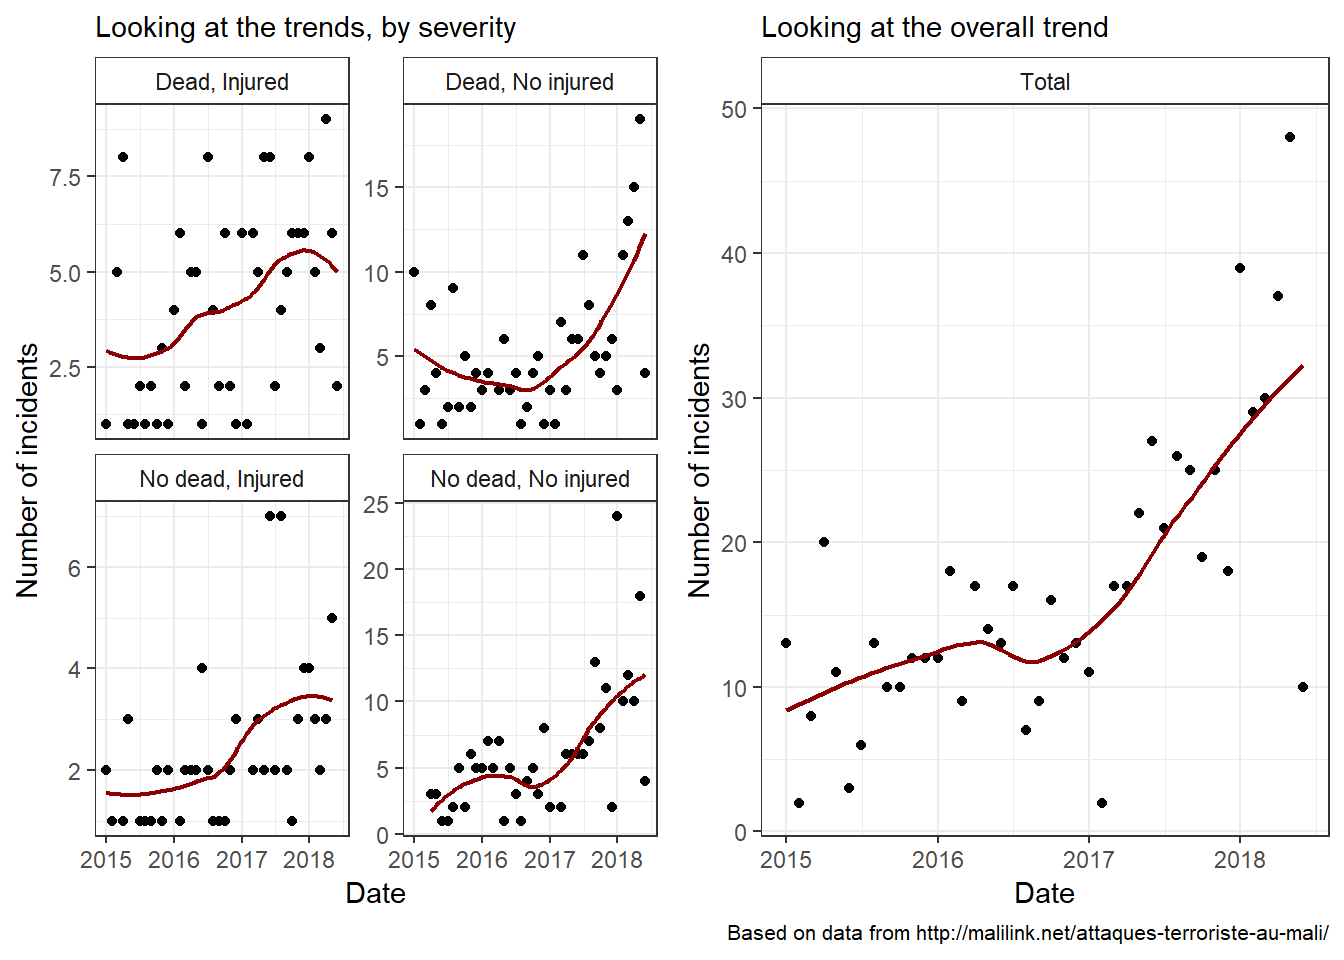 Looking at the trends, by severity
Dead, Injured
Dead, No injured
7.5
5.0
2.5
15
10
5
No dead, Injured
No dead, No injured
6
4
2
25
20
15
10
5
0
2015 2016 2017 2018
2015 2016 2017 2018
Number of incidents
Date
Looking at the overall trend
Total
50
40
30
20
10
0
2015 2016 2017 2018
Number of incidents
Date
Based on data from http://malilink.net/attaques-terroriste-au-mali/